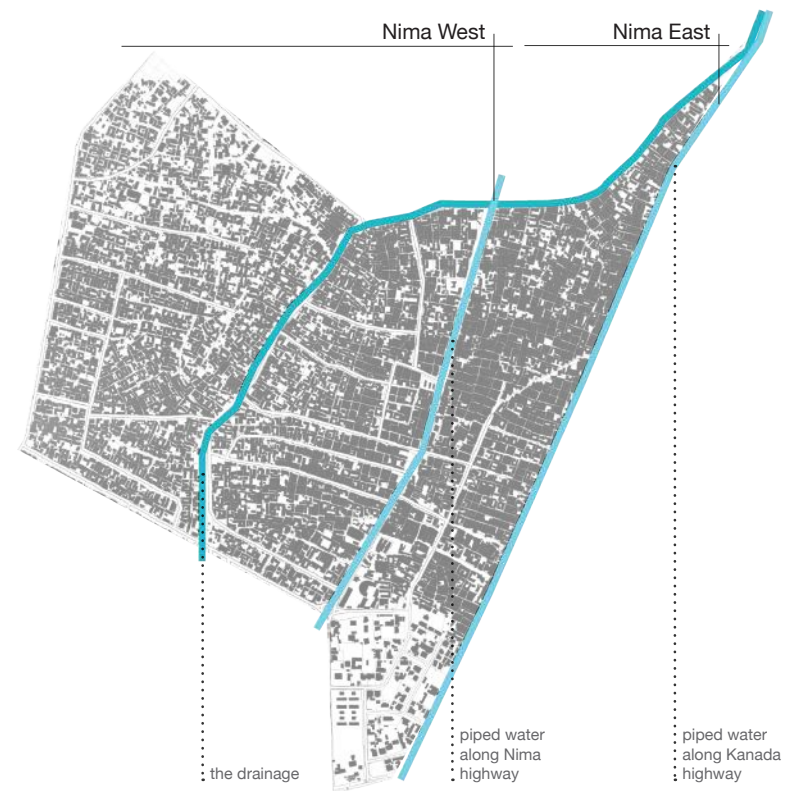 Nima West
Nima East
the drainage
piped water
along Nima
highway
piped water
along Kanada
highway